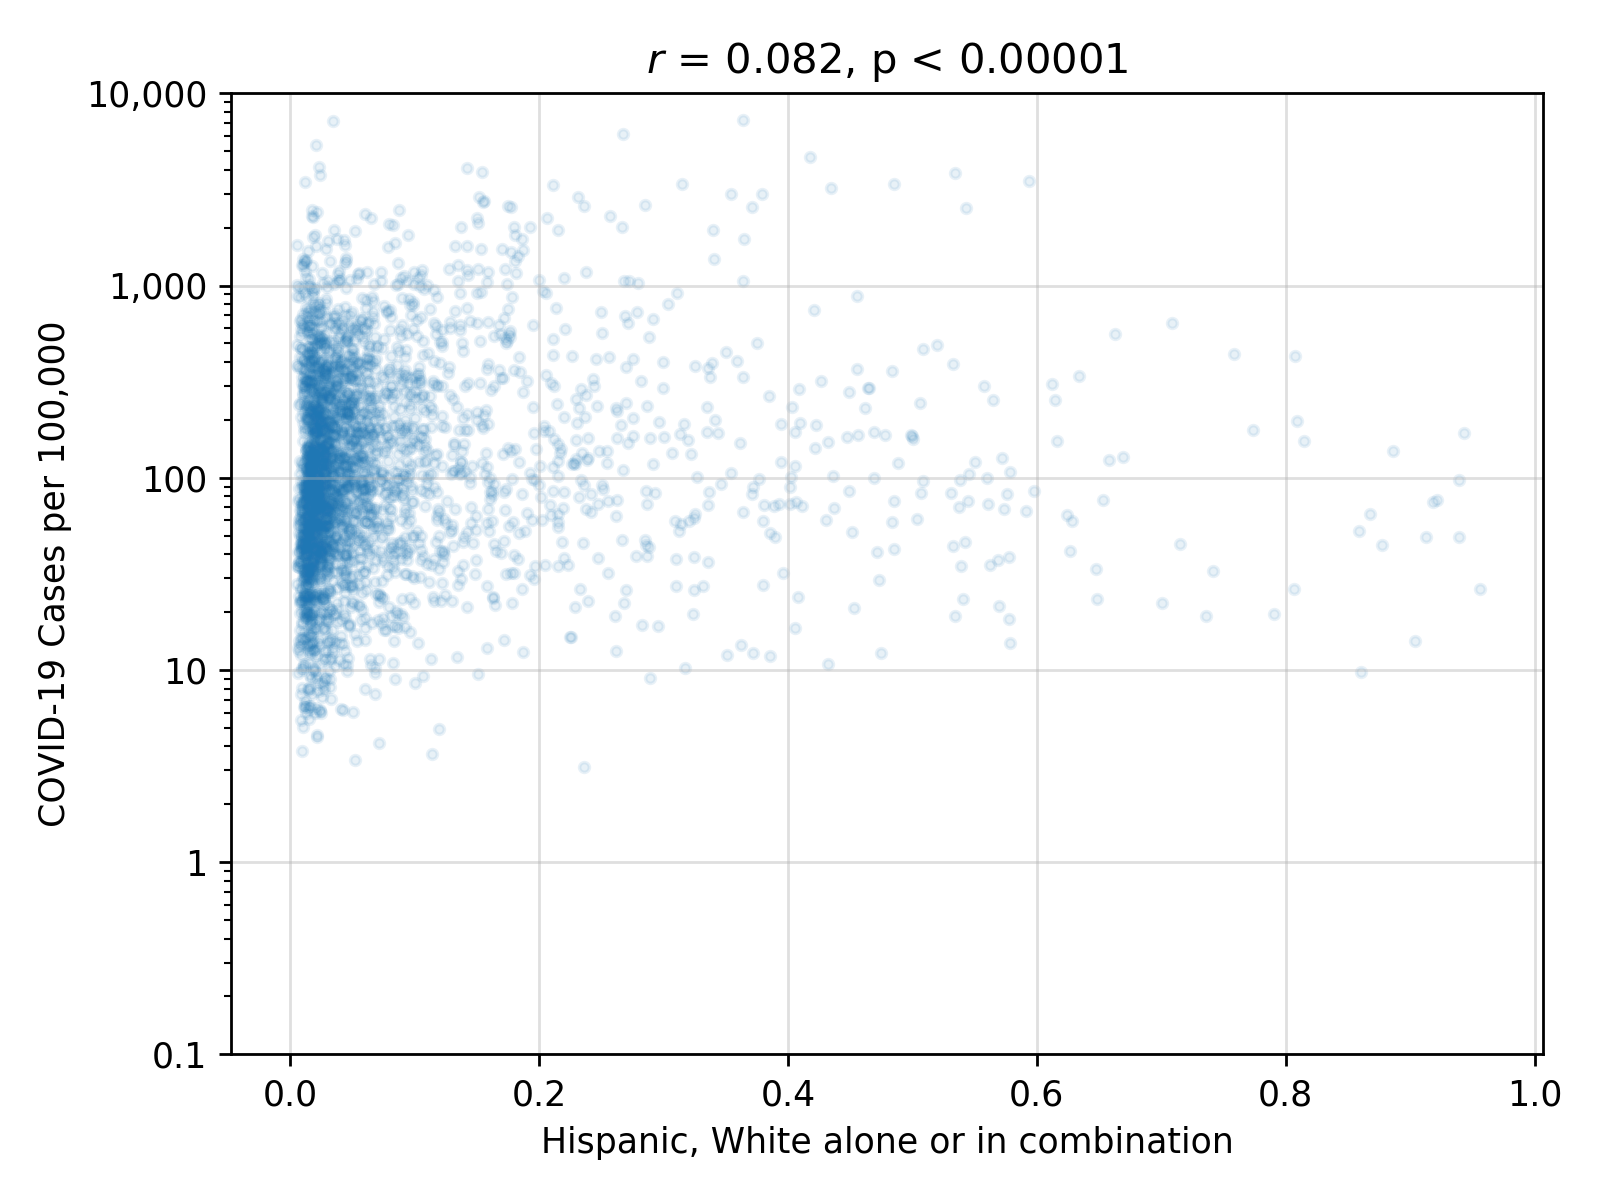 r = 0.082, p < 0.00001
10,000
1,000
100
10
1
0.1
COVID-19 Cases per 100,000
0.0 0.2 0.4 0.6 0.8 1.0
Hispanic, White alone or in combination